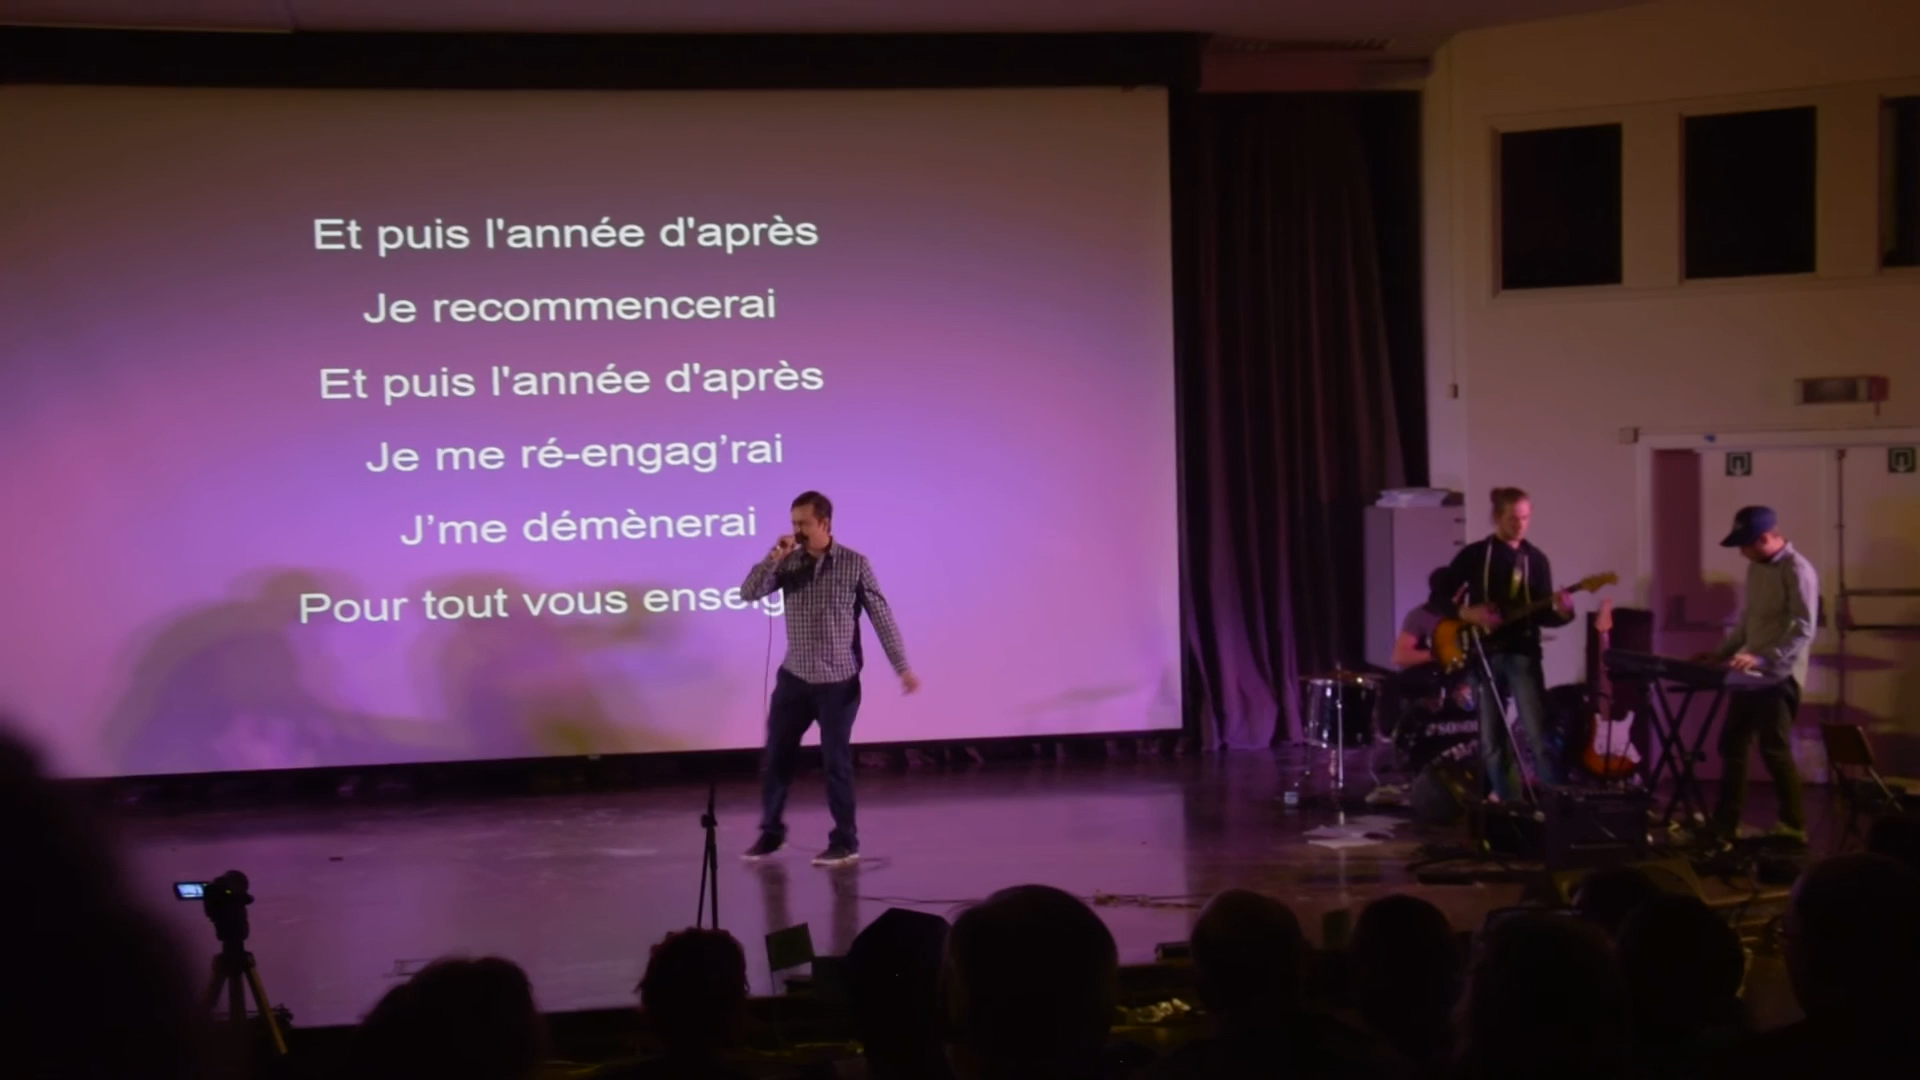 Et puis l'année d'après
Je recommencerai
Et puis l'année d'après
Je me ré-engag’rai
J’me démènerai
Pour tout vous